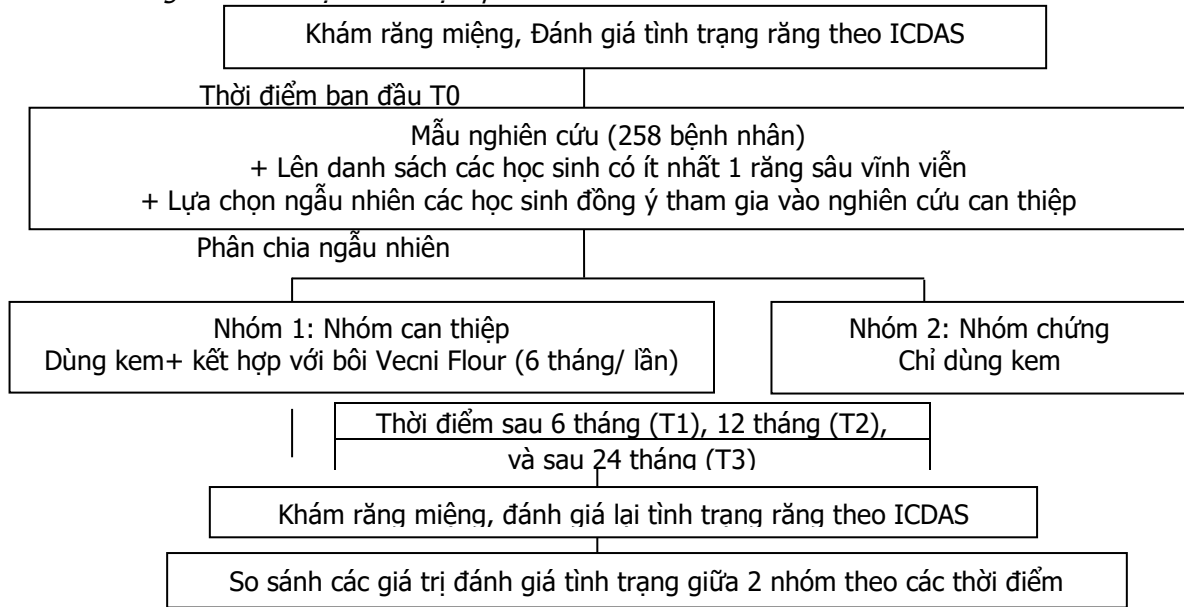 Khám răng miệng, Đánh giá tình trạng răng theo ICDAS
Thời điểm ban đầu T0
Mẫu nghiên cứu (258 bệnh nhân)
+ Lên danh sách các học sinh có ít nhất 1 răng sâu vĩnh viễn
+ Lựa chọn ngẫu nhiên các học sinh đồng ý tham gia vào nghiên cứu can thiệp
Phân chia ngẫu nhiên
Nhóm 1: Nhóm can thiệp
Dùng kem+ kết hợp với bôi Vecni Flour (6 tháng/ lần)
Nhóm 2: Nhóm chứng
Chỉ dùng kem
Thời điểm sau 6 tháng (T1), 12 tháng (T2),
và sau 24 tháng (T3)
Khám răng miệng, đánh giá lại tình trạng răng theo ICDAS
So sánh các giá trị đánh giá tình trạng giữa 2 nhóm theo các thời điểm